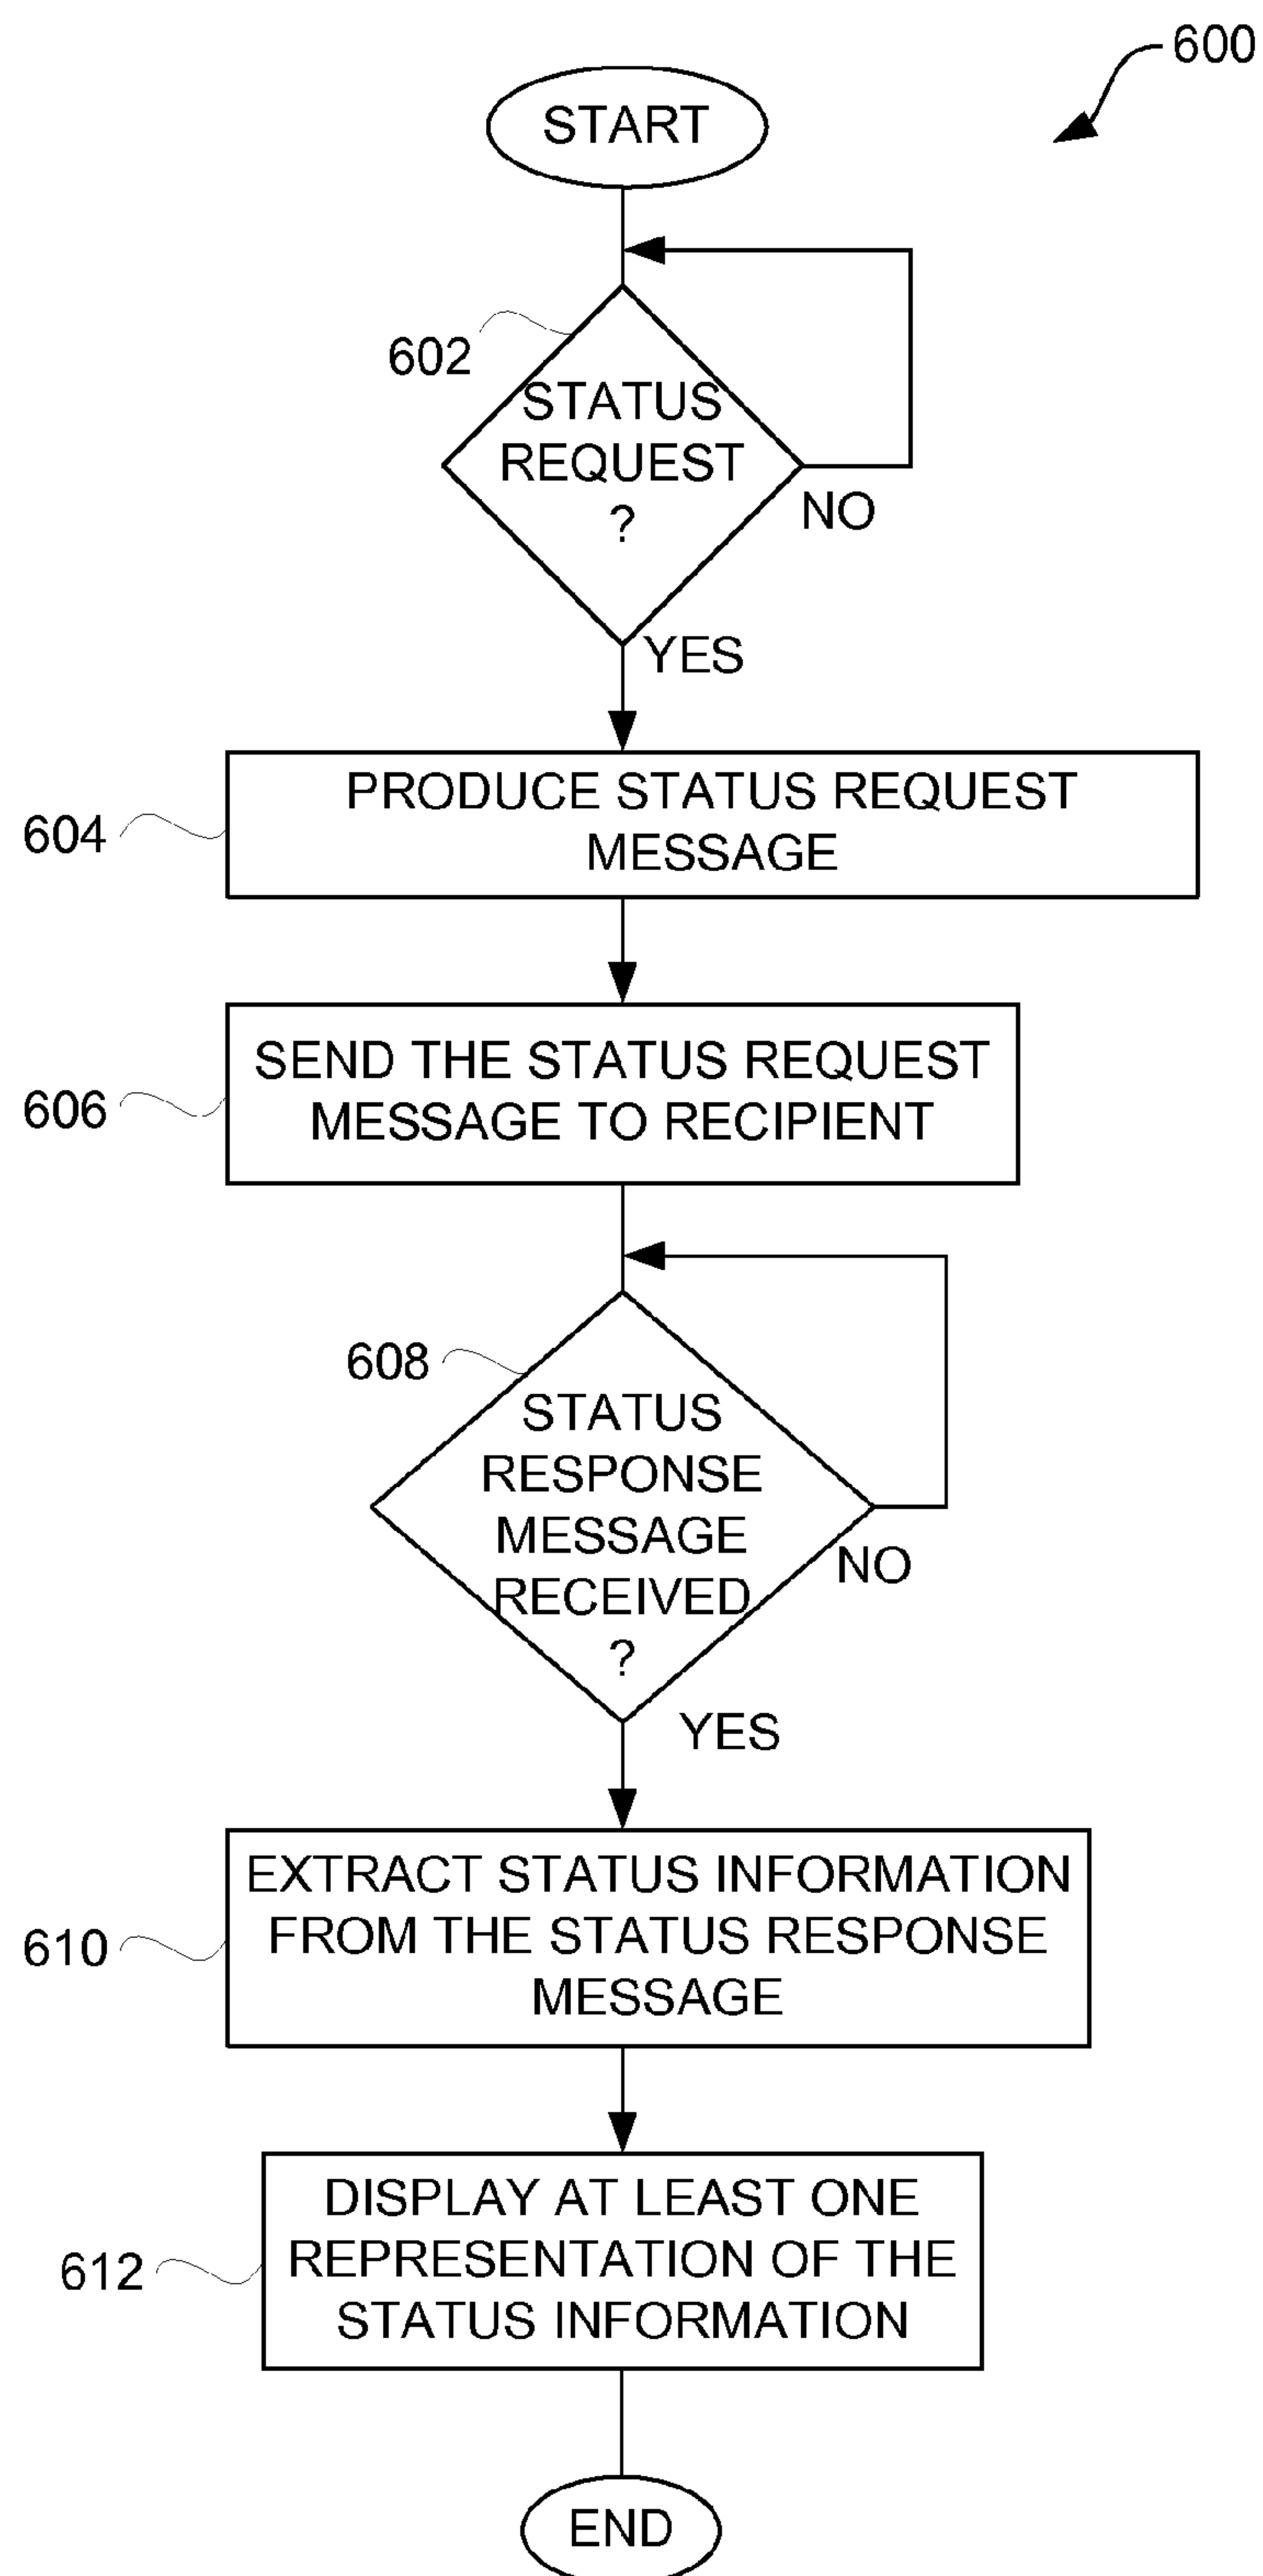 600
START
602
STATUS
REQUEST
?
NO
YES
604
PRODUCE STATUS REQUEST
MESSAGE
606
SEND THE STATUS REQUEST
MESSAGE TO RECIPIENT
608
STATUS
RESPONSE
MESSAGE
RECEIVED
?
NO
YES
610
EXTRACT STATUS INFORMATION
FROM THE STATUS RESPONSE
MESSAGE
612
DISPLAY AT LEAST ONE
REPRESENTATION OF THE
STATUS INFORMATION
END